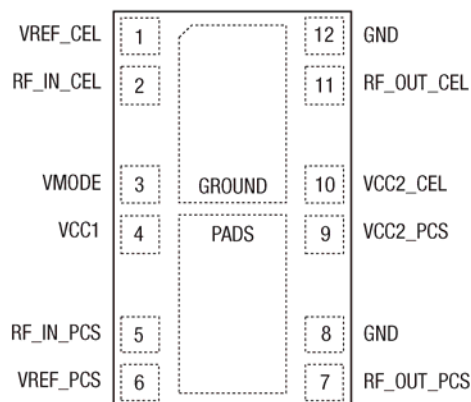 VREF_CEL 1 12 GND
RF_IN_CEL 2 11 RF_OUT_CEL
VMODE 3 GROUND 10 VCC2_CEL
VCC1 4 PADS 9 VCC2_PCS
RF_IN_PCS 5 8 GND
VREF_PCS 6 7 RF_OUT_PCS